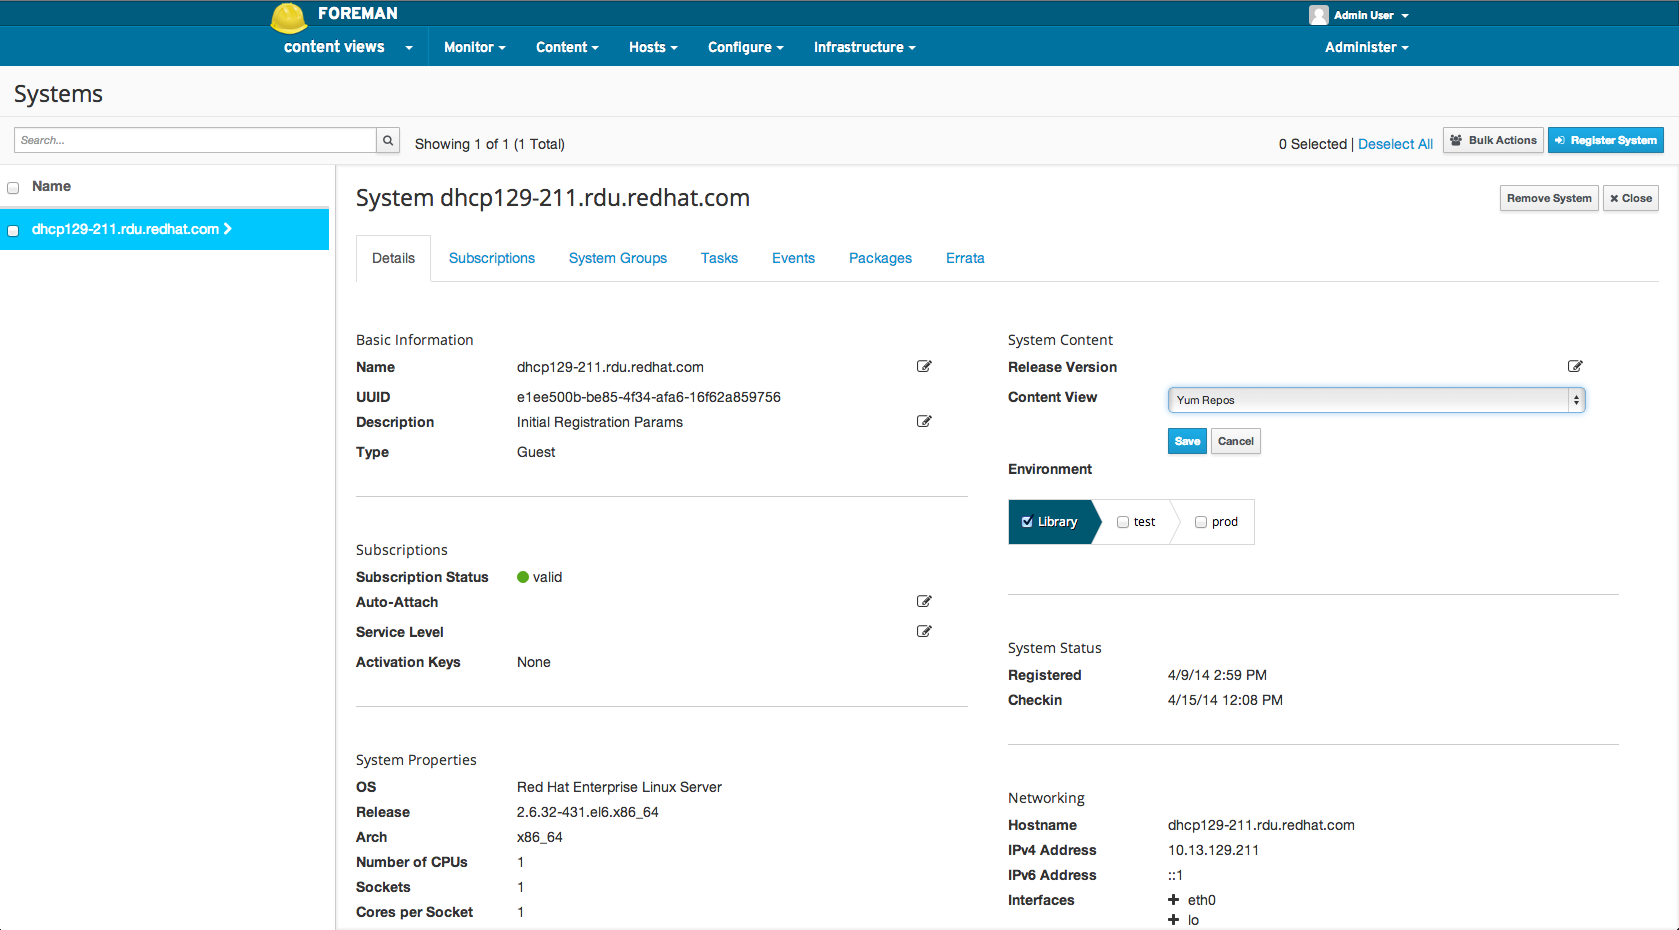 FOREMAN
Admin User
content views Monitor Content Hosts Configure Infrastructure Administer
Systems
Search... Showing 1 of 1 (1 Total) 0 Selected | Deselect All Bulk Actions Register System
Name
dhcp129-211.rdu.redhat.com
System dhcp129-211.rdu.redhat.com
Remove System Close
Details Subscriptions System Groups Tasks Events Packages Errata
Basic Information
Name dhcp129-211.rdu.redhat.com
UUID e1ee500b-be85-4f34-afa6-16f62a859756
Description Initial Registration Params
Type Guest
Subscriptions
Subscription Status valid
Auto-Attach
Service Level
Activation Keys None
System Properties
OS Red Hat Enterprise Linux Server
Release 2.6.32-431.el6.x86_64
Arch x86_64
Number of CPUs 1
Sockets 1
Cores per Socket 1
System Content
Release Version
Content View Yum Repos
Save Cancel
Environment
Library test prod
System Status
Registered 4/9/14 2:59 PM
Checkin 4/15/14 12:08 PM
Networking
Hostname dhcp129-211.rdu.redhat.com
IPv4 Address 10.13.129.211
IPv6 Address ::1
Interfaces eth0
lo